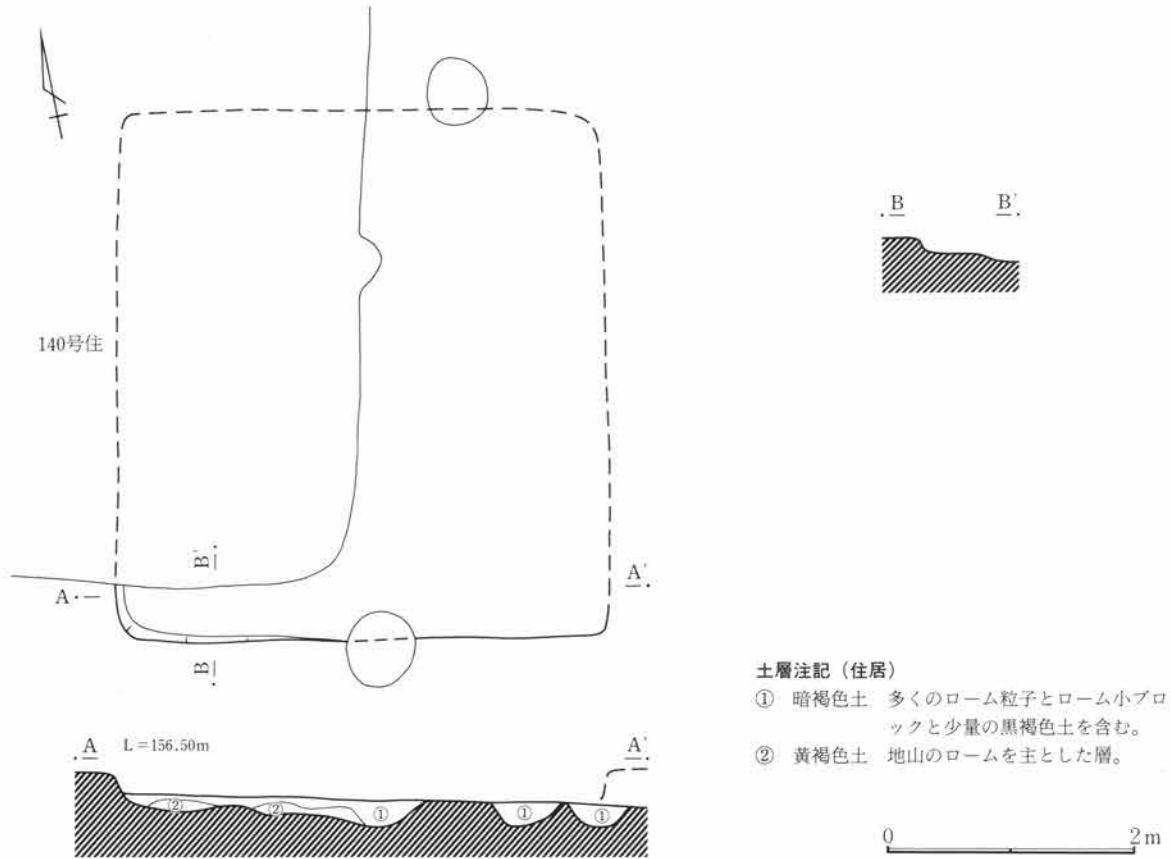 B B'
140号住
B'
A
A'
B
A L=156.50m A'
② ② ① ① ①
土層注記（住居）
① 暗褐色土 多くのローム粒子とローム小ブロ
ックと少量の黒褐色土を含む。
② 黄褐色土 地山のロームを主とした層。
0 2m